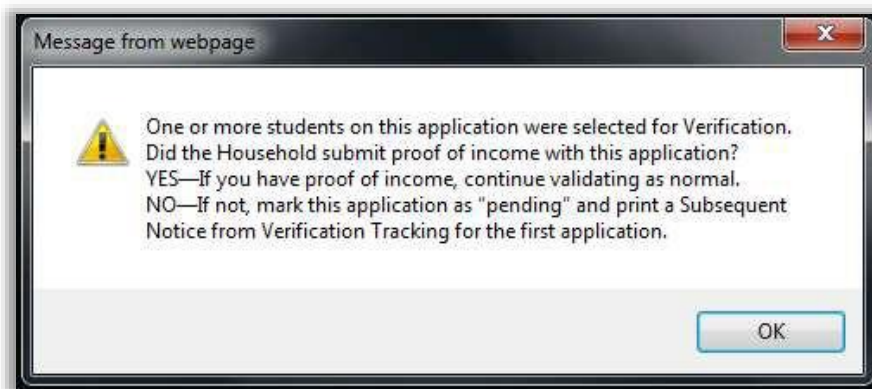 Message from webpage
One or more students on this application were selected for Verification.
Did the Household submit proof of income with this application?
YES—If you have proof of income, continue validating as normal.
NO—If not, mark this application as “pending” and print a Subsequent
Notice from Verification Tracking for the first application.
OK